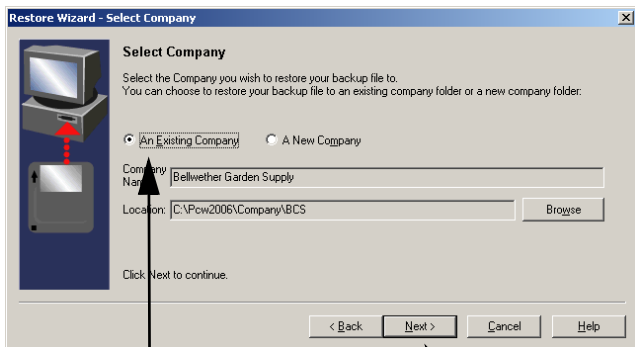 Restore Wizard - Select Company
Select Company
Select the Company you wish to restore your backup file to.
You can choose to restore your backup file to an existing company folder or a new company folder:
An Existing Company A New Company
Company Name: Bellwether Garden Supply
Location: C:\Pcw2006\Company\BCS Browse
Click Next to continue.
< Back Next > Cancel Help